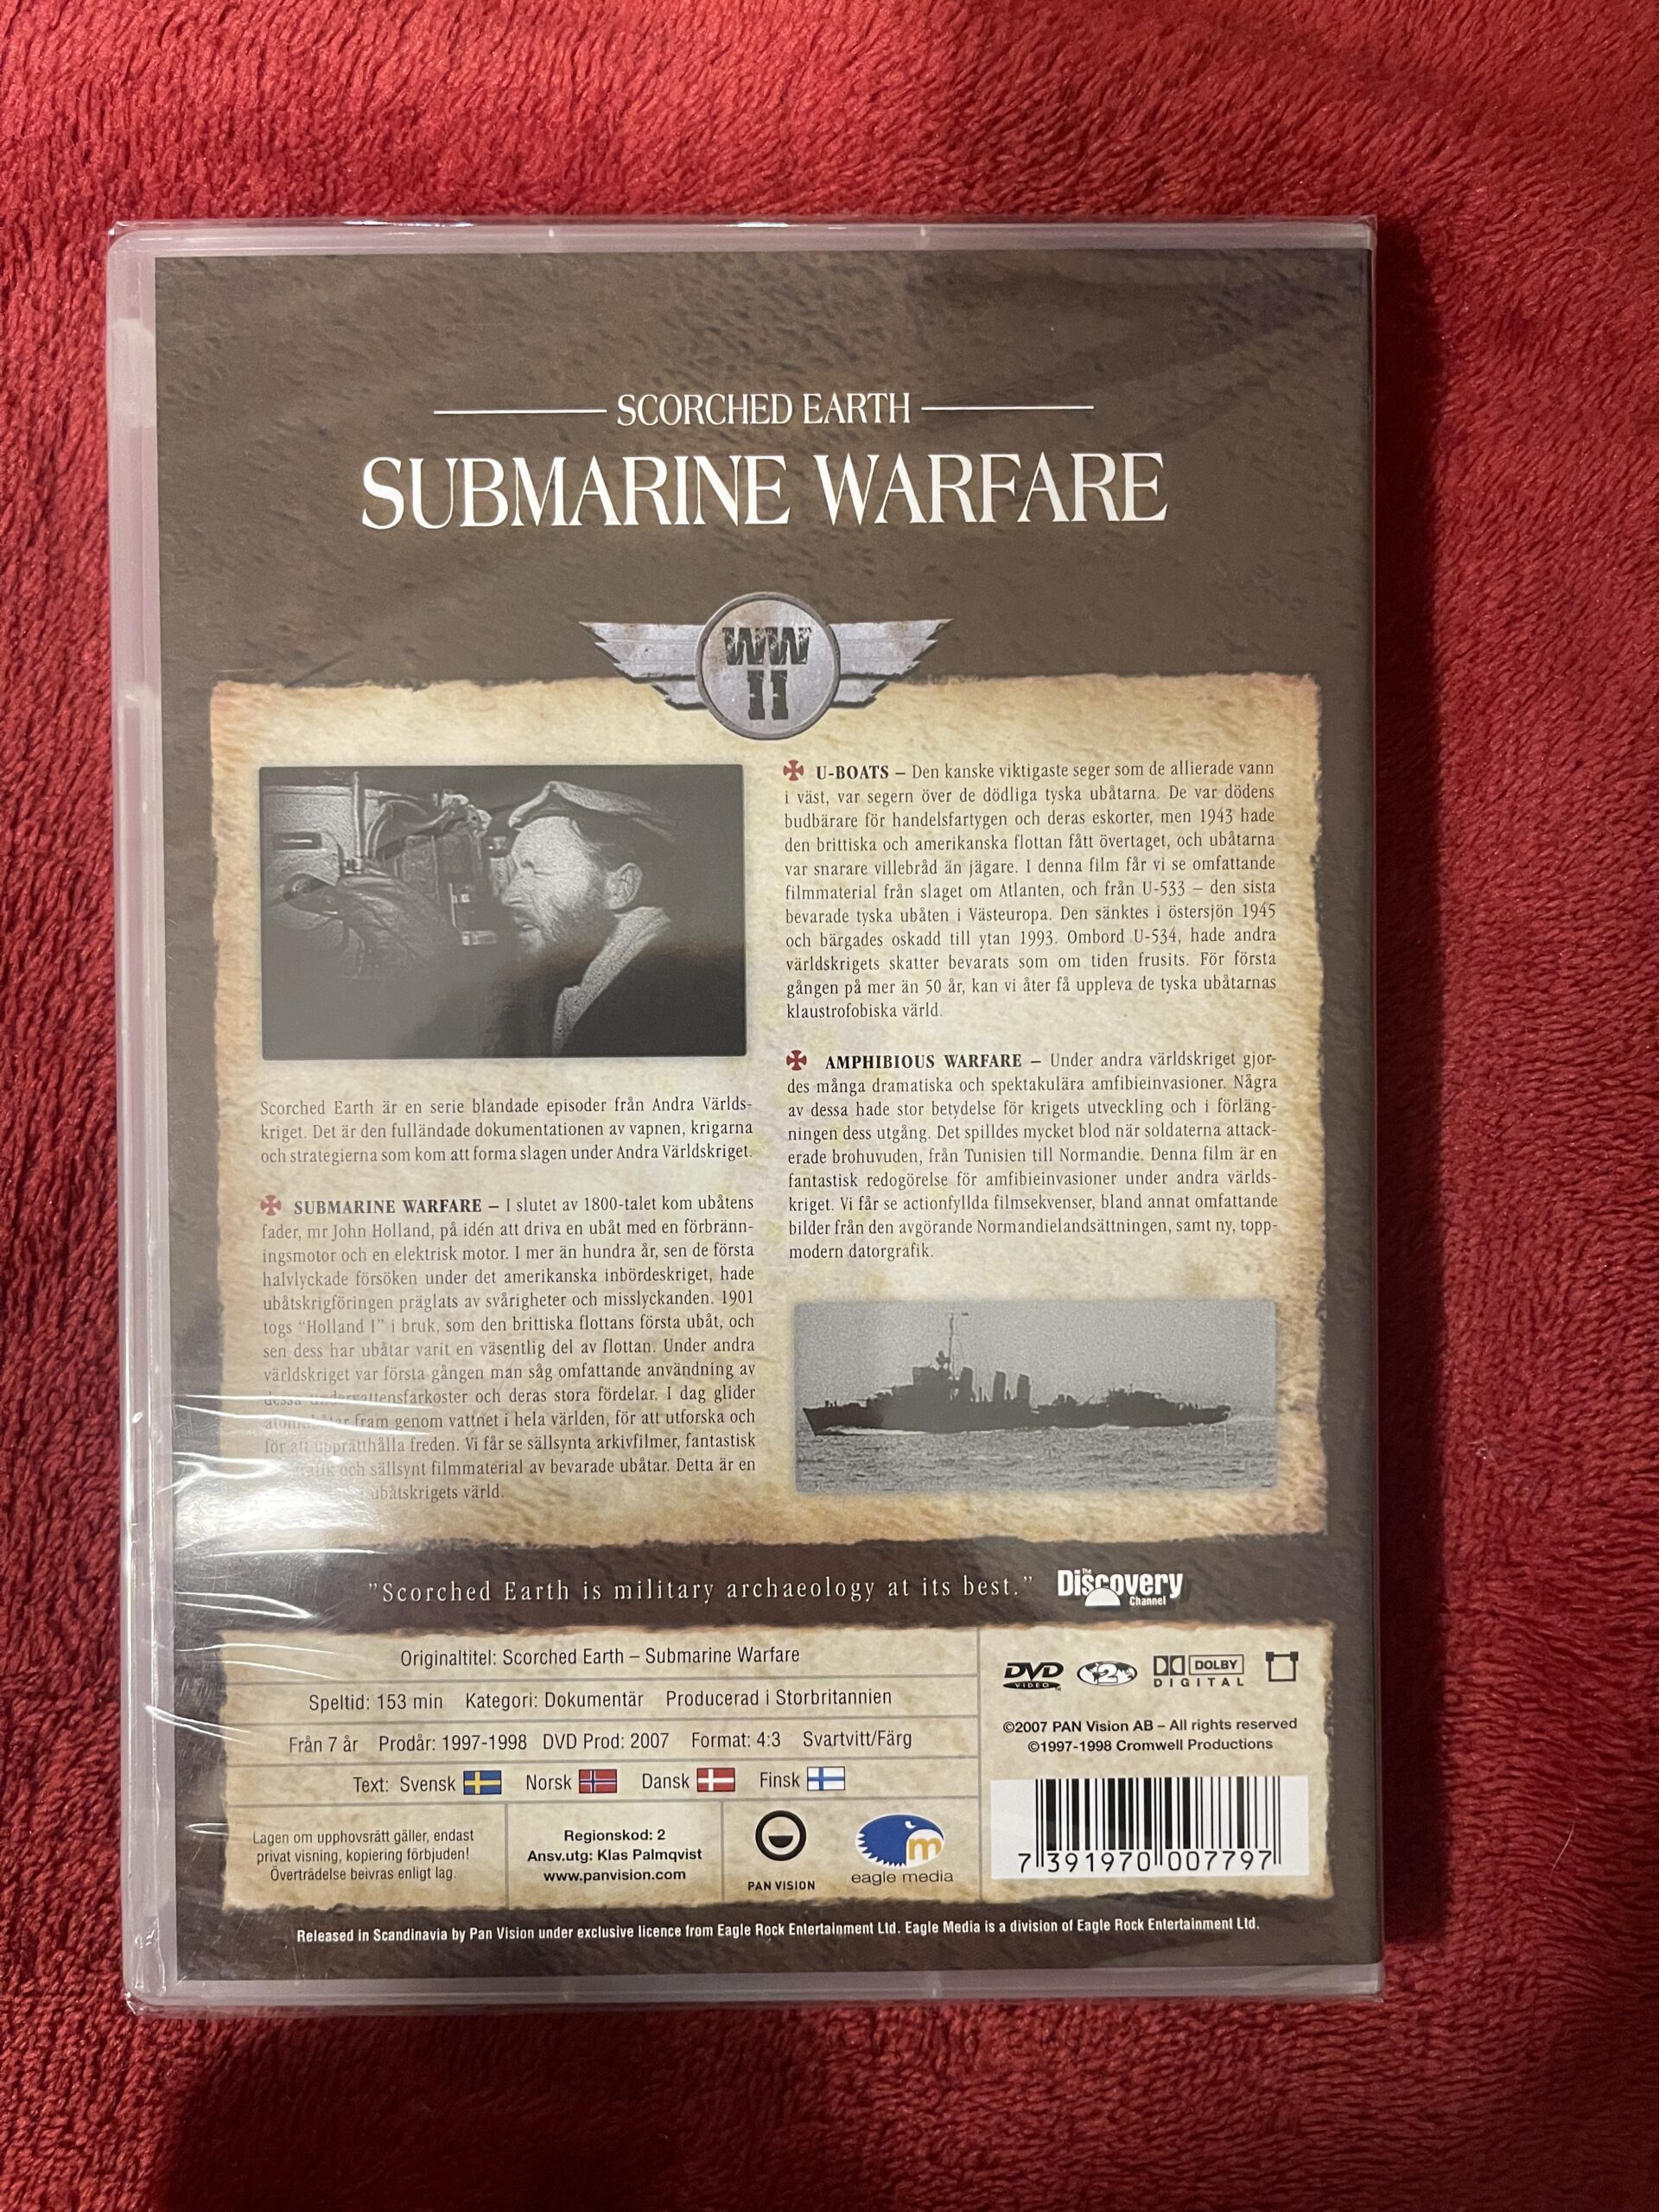 SCORCHED EARTH
SUBMARINE WARFARE
WW
II
Scorched Earth är en serie blandade episoder från Andra Världs-
kriget. Det är den fulländade dokumentationen av vapnen, krigarna
och strategierna som kom att forma slagen under Andra Världskriget.
SUBMARINE WARFARE – I slutet av 1800-talet kom ubåtens
fader, mr John Holland, på idén att driva en ubåt med en förbränn-
ingsmotor och en elektrisk motor. I mer än hundra år, sen de första
halvlyckade försöken under det amerikanska inbördeskriget, hade
ubåtskrigföringen präglats av svårigheter och misslyckanden. 1901
togs "Holland I" i bruk, som den brittiska flottans första ubåt, och
sen dess har ubåtar varit en väsentlig del av flottan. Under andra
världskriget var första gången man såg omfattande användning av
dessa undervattensfarkoster och deras stora fördelar. I dag glider
fram genom vattnet i hela världen, för att utforska och
för att upprätthålla freden. Vi får se sällsynta arkivfilmer, fantastisk
och sällsynt filmmaterial av bevarade ubåtar. Detta är en
ubåtskrigets värld.
U-BOATS – Den kanske viktigaste seger som de allierade vann
i väst, var segern över de dödliga tyska ubåtarna. De var dödens
budbärare för handelsfartygen och deras eskorter, men 1943 hade
den brittiska och amerikanska flottan fått övertaget, och ubåtarna
var snarare villebråd än jägare. I denna film får vi se omfattande
filmmaterial från slaget om Atlanten, och från U-533 – den sista
bevarade tyska ubåten i Västeuropa. Den sänktes i östersjön 1945
och bärgades oskadd till ytan 1993. Ombord U-534, hade andra
världskrigets skatter bevarats som om tiden frusits. För första
gången på mer än 50 år, kan vi åter få uppleva de tyska ubåtarnas
klaustrofobiska värld.
AMPHIBIOUS WARFARE – Under andra världskriget gjor-
des många dramatiska och spektakulära amfibieinvasioner. Några
av dessa hade stor betydelse för krigets utveckling och i förläng-
ningen dess utgång. Det spilldes mycket blod när soldaterna attack-
erade brohuvuden, från Tunisien till Normandie. Denna film är en
fantastisk redogörelse för amfibieinvasioner under andra världs-
kriget. Vi får se actionfyllda filmsekvenser, bland annat omfattande
bilder från den avgörande Normandielandsättningen, samt ny, topp-
modern datorgrafik.
"Scorched Earth is military archaeology at its best."
The
Discovery
Channel
Originaltitel: Scorched Earth – Submarine Warfare
Speltid: 153 min Kategori: Dokumentär Producerad i Storbritannien
Från 7 år Prodår: 1997-1998 DVD Prod: 2007 Format: 4:3 Svartvitt/Färg
Text: Svensk Norsk Dansk Finsk
Lagen om upphovsrätt gäller, endast
privat visning, kopiering förbjuden!
Överträdelse beivras enligt lag.
Regionskod: 2
Ansv.utg: Klas Palmqvist
www.panvision.com
PAN VISION
m
eagle media
DVD
VIDEO
2
DOLBY
DIGITAL
©2007 PAN Vision AB – All rights reserved
©1997-1998 Cromwell Productions
7 391970 007797
Released in Scandinavia by Pan Vision under exclusive licence from Eagle Rock Entertainment Ltd. Eagle Media is a division of Eagle Rock Entertainment Ltd.